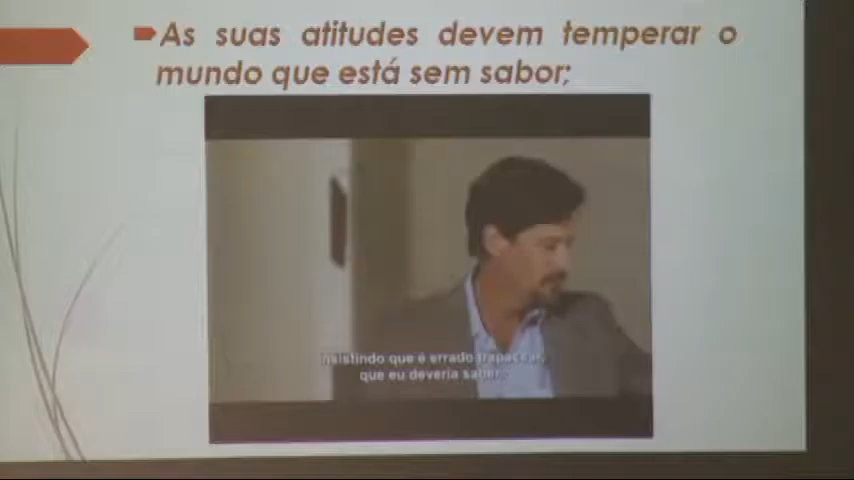 As suas atitudes devem temperar o
mundo que está sem sabor;
insistindo que é errado trapacear,
que eu deveria saber.